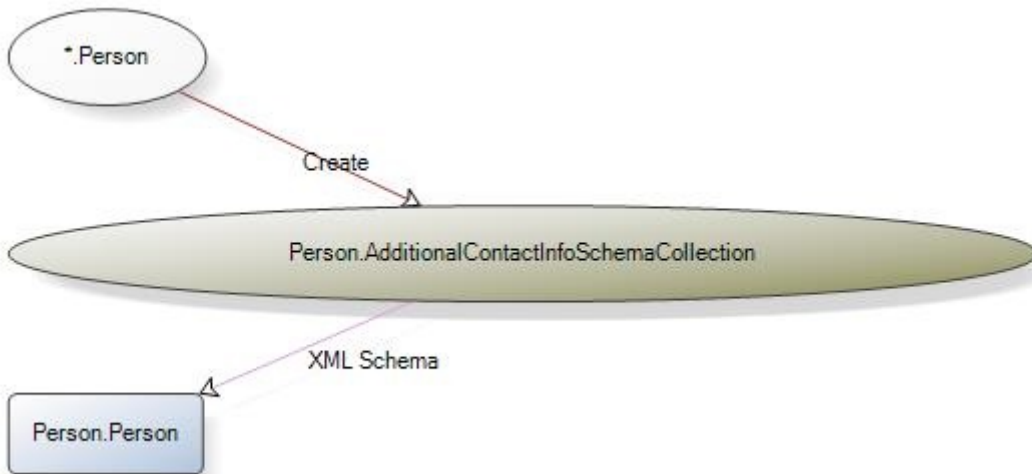 *.Person
Create
Person.AdditionalContactInfoSchemaCollection
XML Schema
Person.Person